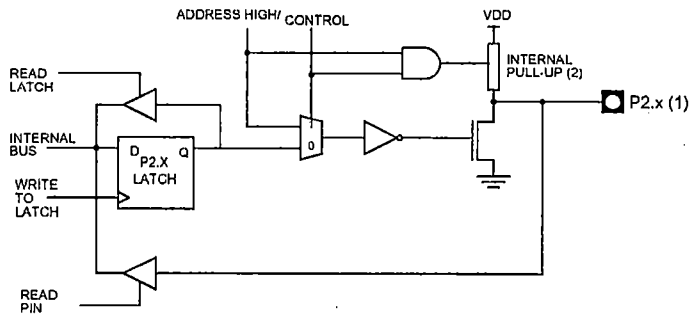 ADDRESS HIGH/
CONTROL
VDD
READ
LATCH
INTERNAL
PULL-UP (2)
P2.x (1)
INTERNAL
BUS
D
Q
P2.X
LATCH
0
WRITE
TO
LATCH
READ
PIN